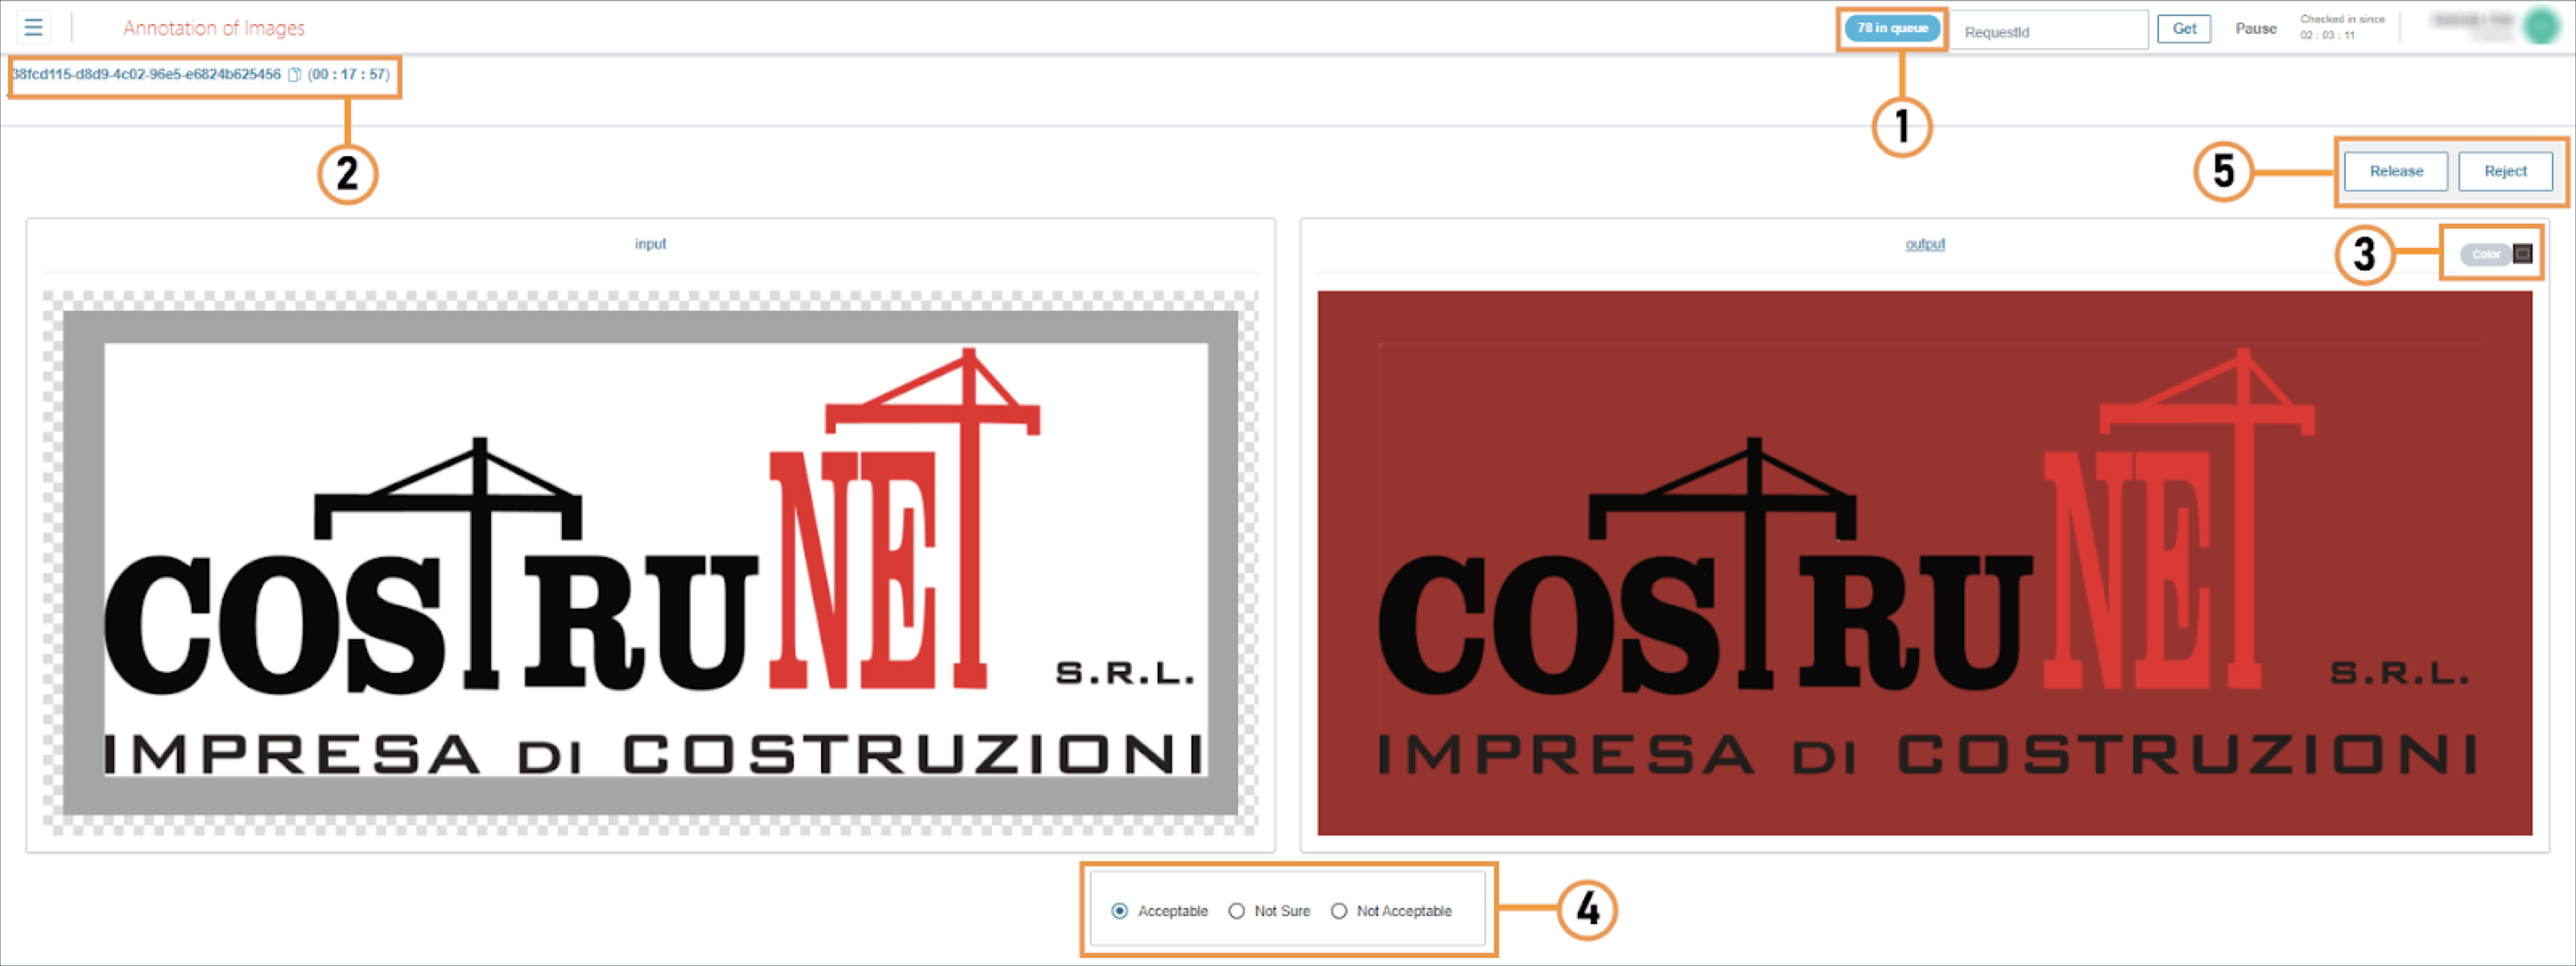 Annotation of Images
78 in queue
RequestId
Get
Pause
Checked in since
02 : 03 : 11
38fcd115-d8d9-4c02-96e5-e6824b625456 (00 : 17 : 57)
1
2
5
Release
Reject
input
output
3
Color
COSTRUNET
S.R.L.
IMPRESA DI COSTRUZIONI
COSTRUNET
S.R.L.
IMPRESA DI COSTRUZIONI
Acceptable
Not Sure
Not Acceptable
4